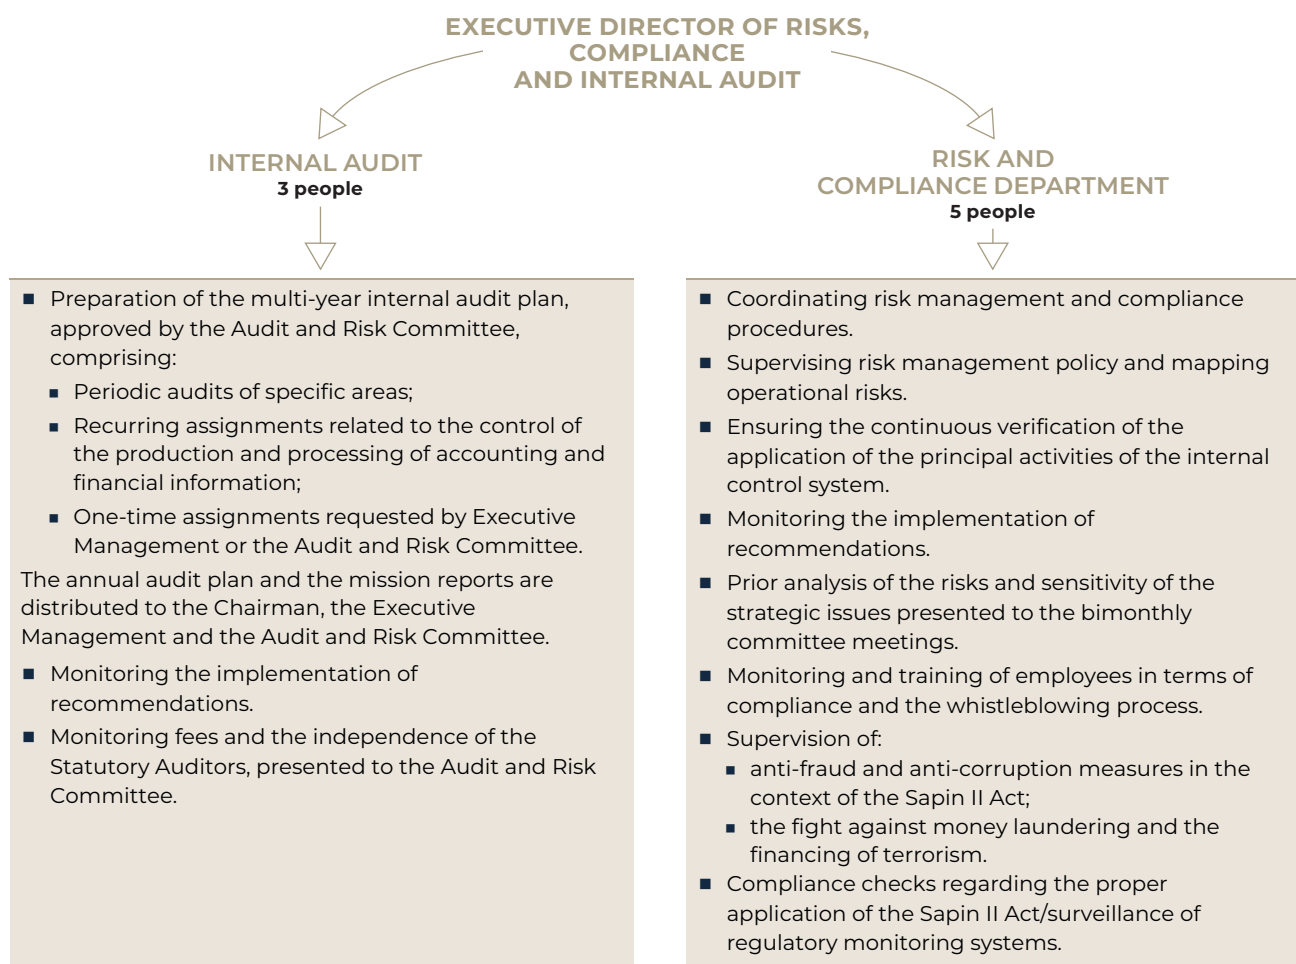 EXECUTIVE DIRECTOR OF RISKS,
COMPLIANCE
AND INTERNAL AUDIT
INTERNAL AUDIT
3 people
■ Preparation of the multi-year internal audit plan,
approved by the Audit and Risk Committee,
comprising:
■ Periodic audits of specific areas;
■ Recurring assignments related to the control of
the production and processing of accounting and
financial information;
■ One-time assignments requested by Executive
Management or the Audit and Risk Committee.
The annual audit plan and the mission reports are
distributed to the Chairman, the Executive
Management and the Audit and Risk Committee.
■ Monitoring the implementation of
recommendations.
■ Monitoring fees and the independence of the
Statutory Auditors, presented to the Audit and Risk
Committee.
RISK AND
COMPLIANCE DEPARTMENT
5 people
■ Coordinating risk management and compliance
procedures.
■ Supervising risk management policy and mapping
operational risks.
■ Ensuring the continuous verification of the
application of the principal activities of the internal
control system.
■ Monitoring the implementation of
recommendations.
■ Prior analysis of the risks and sensitivity of the
strategic issues presented to the bimonthly
committee meetings.
■ Monitoring and training of employees in terms of
compliance and the whistleblowing process.
■ Supervision of:
■ anti-fraud and anti-corruption measures in the
context of the Sapin II Act;
■ the fight against money laundering and the
financing of terrorism.
■ Compliance checks regarding the proper
application of the Sapin II Act/surveillance of
regulatory monitoring systems.